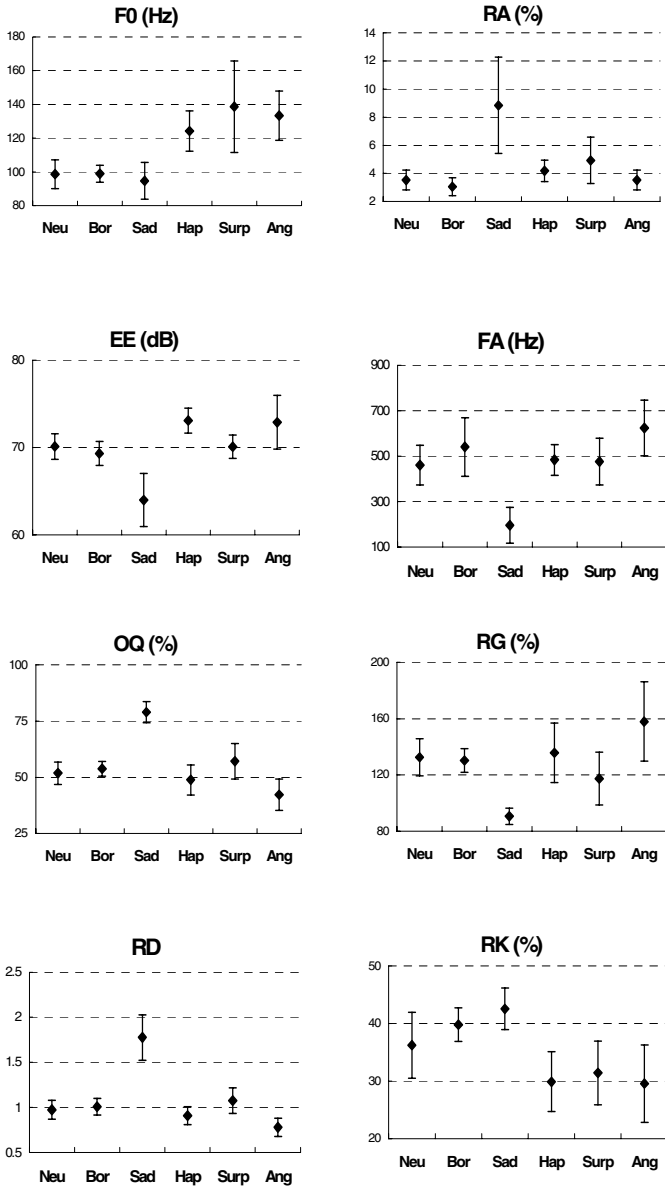 F0 (Hz)
180
160
140
120
100
80
Neu Bor Sad Hap Surp Ang
RA (%)
14
12
10
8
6
4
2
Neu Bor Sad Hap Surp Ang
EE (dB)
80
70
60
Neu Bor Sad Hap Surp Ang
FA (Hz)
900
700
500
300
100
Neu Bor Sad Hap Surp Ang
OQ (%)
100
75
50
25
Neu Bor Sad Hap Surp Ang
RG (%)
200
160
120
80
Neu Bor Sad Hap Surp Ang
RD
2.5
2
1.5
1
0.5
Neu Bor Sad Hap Surp Ang
RK (%)
50
40
30
20
Neu Bor Sad Hap Surp Ang